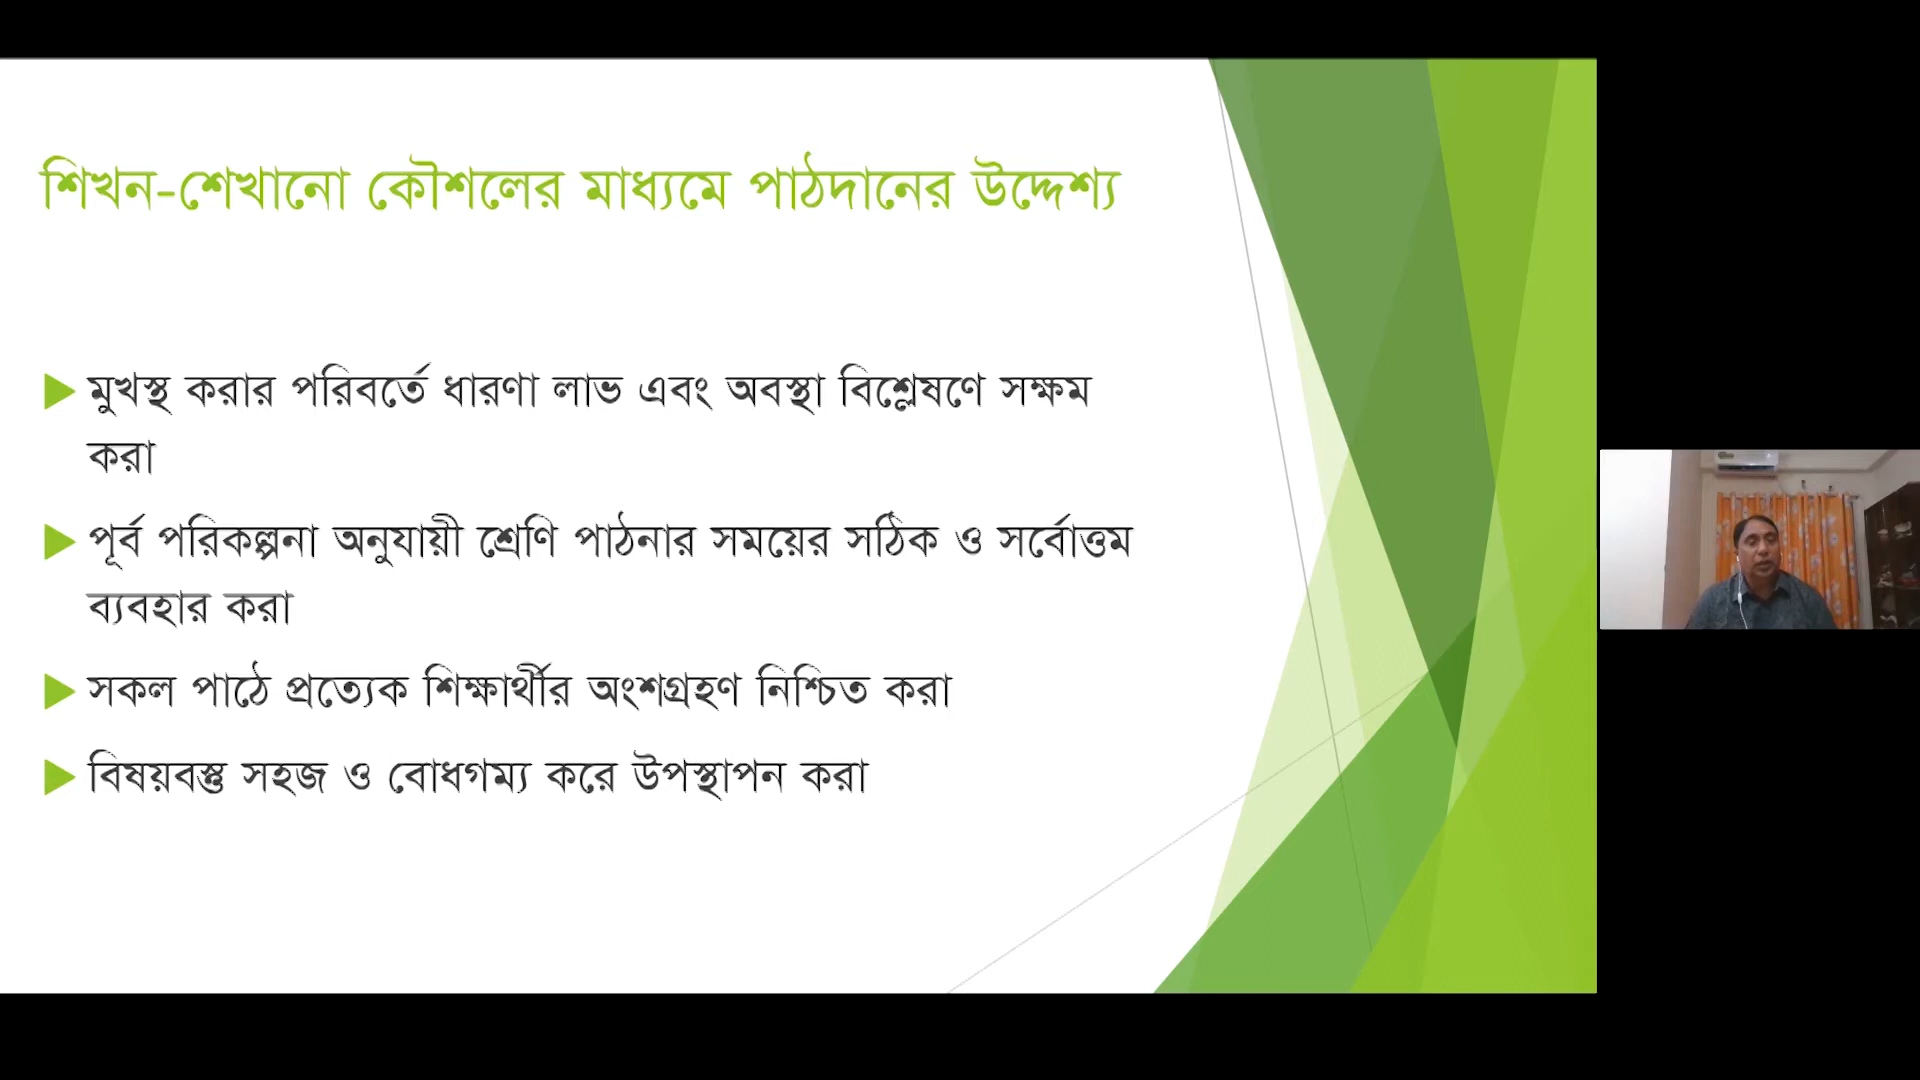 শিখন-শেখানো কৌশলের মাধ্যমে পাঠদানের উদ্দেশ্য
মুখস্থ করার পরিবর্তে ধারণা লাভ এবং অবস্থা বিশ্লেষণে সক্ষম
করা
পূর্ব পরিকল্পনা অনুযায়ী শ্রেণি পাঠনার সময়ের সঠিক ও সর্বোত্তম
ব্যবহার করা
সকল পাঠে প্রত্যেক শিক্ষার্থীর অংশগ্রহণ নিশ্চিত করা
বিষয়বস্তু সহজ ও বোধগম্য করে উপস্থাপন করা